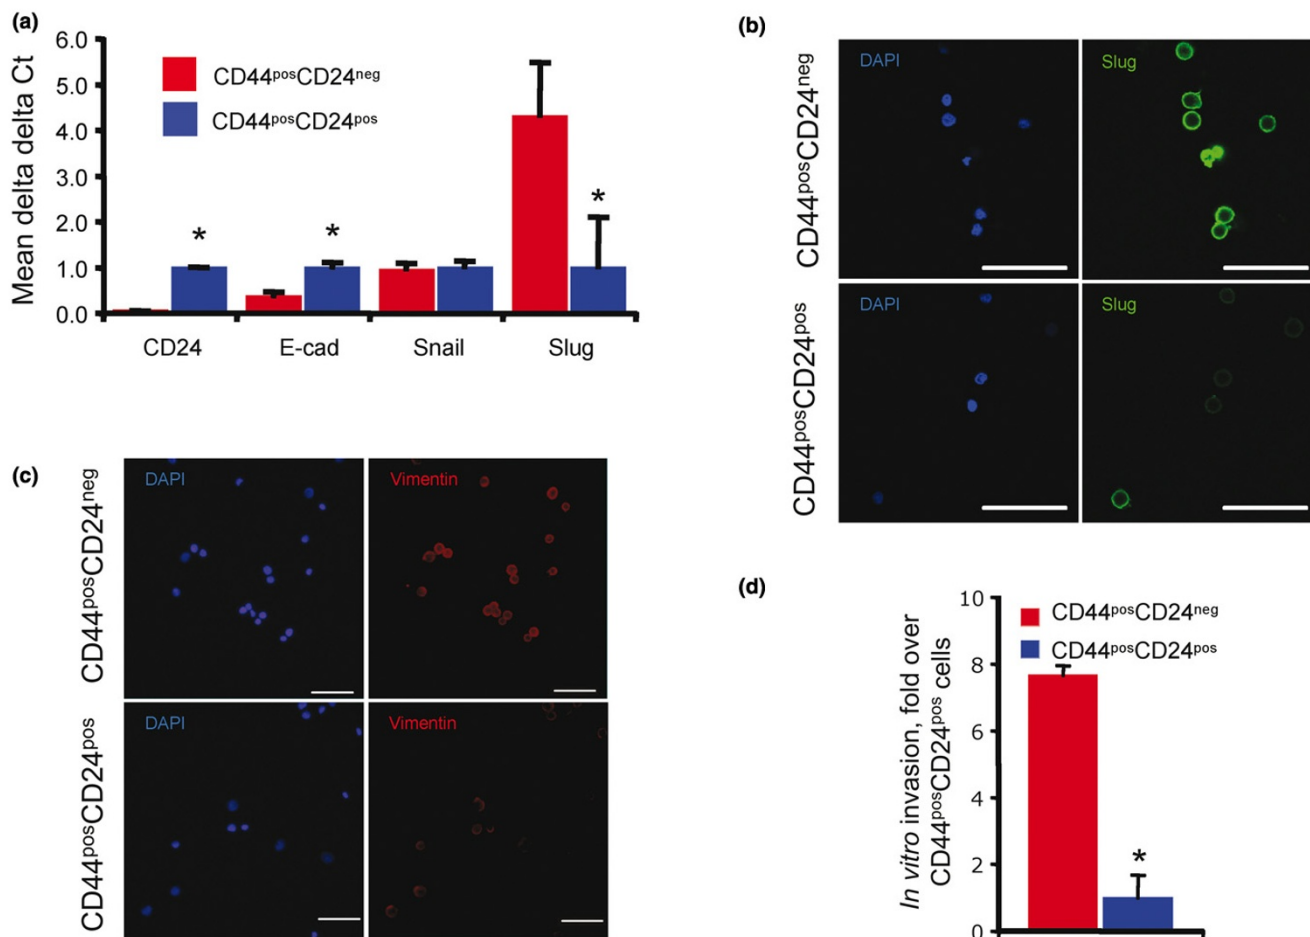 (a)
Mean delta delta Ct
6.0
5.0
4.0
3.0
2.0
1.0
0.0
CD44posCD24neg
CD44posCD24pos
*
*
*
CD24
E-cad
Snail
Slug
(b)
CD44posCD24neg
DAPI
Slug
CD44posCD24pos
DAPI
Slug
(c)
CD44posCD24neg
DAPI
Vimentin
CD44posCD24pos
DAPI
Vimentin
(d)
In vitro invasion, fold over
CD44posCD24pos cells
10
8
6
4
2
0
CD44posCD24neg
CD44posCD24pos
*